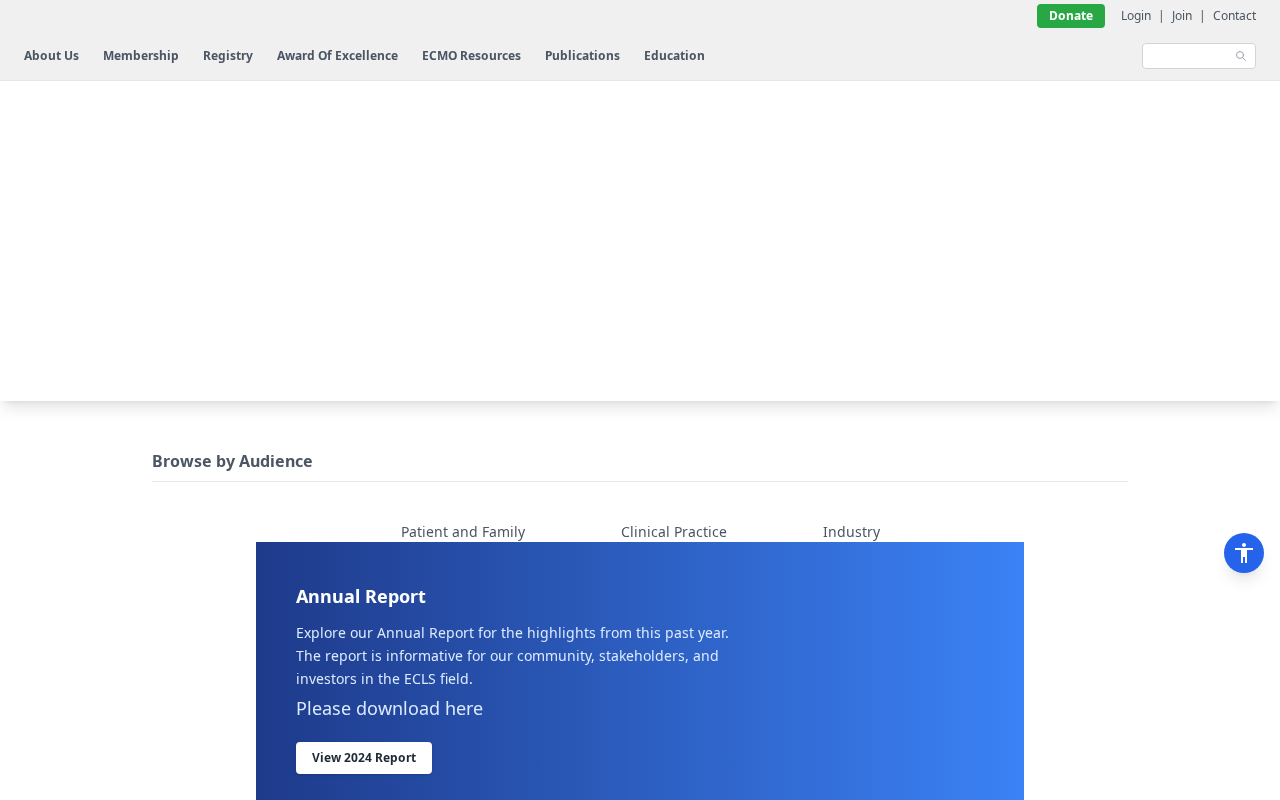 Donate Login | Join | Contact
About Us Membership Registry Award Of Excellence ECMO Resources Publications Education
Browse by Audience
Patient and Family Clinical Practice Industry
Annual Report
Explore our Annual Report for the highlights from this past year.
The report is informative for our community, stakeholders, and
investors in the ECLS field.
Please download here
View 2024 Report